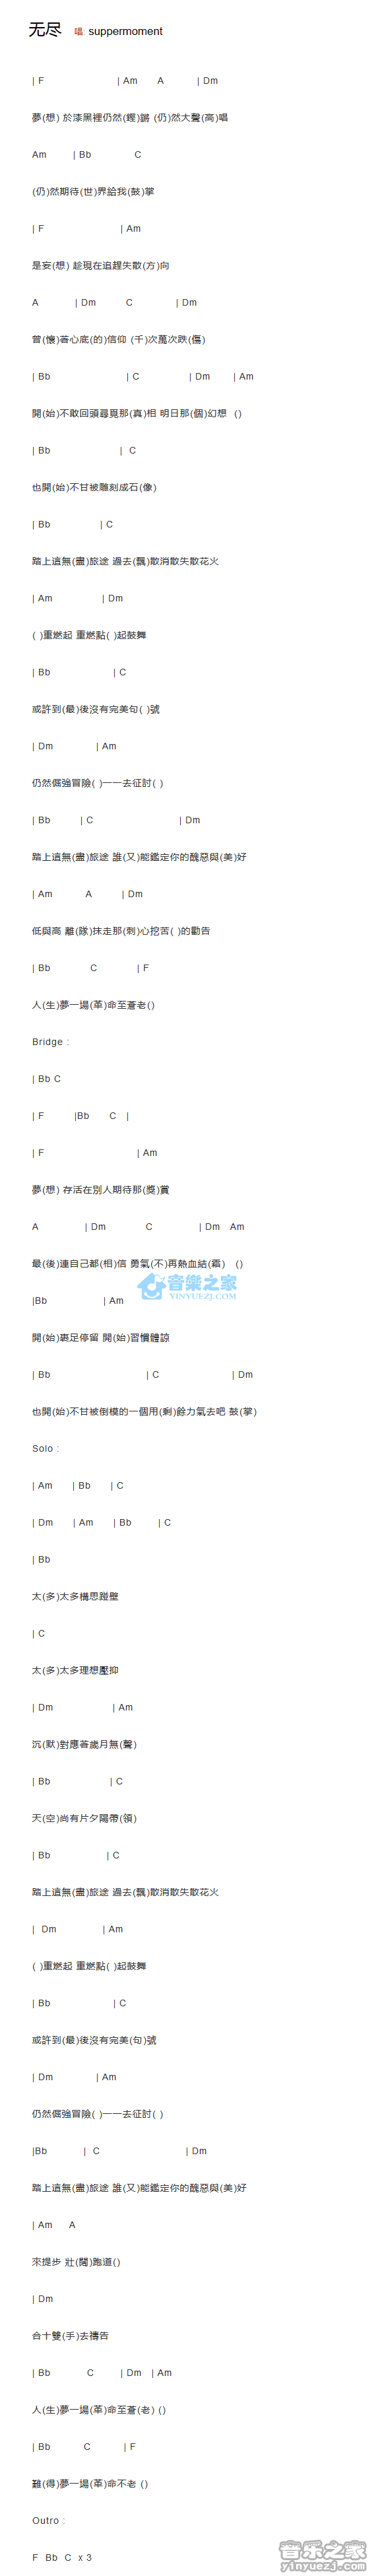 无尽 唱: suppermoment
| F | Am A | Dm
夢(想) 於漆黑裡仍然(鏗)鏘 (仍)然大聲(高)唱
Am | Bb C
(仍)然期待(世)界給我(鼓)掌
| F | Am
是妄(想) 趁現在追趕失散(方)向
A | Dm C | Dm
曾(懷)著心底(的)信仰 (千)次萬次跌(傷)
| Bb | C | Dm | Am
開(始)不敢回頭尋覓那(真)相 明日那(個)幻想 ()
| Bb | C
也開(始)不甘被雕刻成石(像)
| Bb | C
踏上這無(盡)旅途 過去(飄)散消散失散花火
| Am | Dm
( )重燃起 重燃點( )起鼓舞
| Bb | C
或許到(最)後沒有完美句( )號
| Dm | Am
仍然倔強冒險( )一一去征討( )
| Bb | C | Dm
踏上這無(盡)旅途 誰(又)能鑑定你的醜惡與(美)好
| Am A | Dm
低與高 離(隊)抹走那(刺)心挖苦( )的勸告
| Bb C | F
人(生)夢一場(革)命至蒼老()
Bridge :
| Bb C
| F |Bb C |
| F | Am
夢(想) 存活在別人期待那(獎)賞
A | Dm C | Dm Am
最(後)連自己都(相)信 勇氣(不)再熱血結(霜) ()
音樂之家
YINYUEZJ.COM
|Bb | Am
開(始)裹足停留 開(始)習慣體諒
| Bb | C | Dm
也開(始)不甘被倒模的一個用(剩)餘力氣去吧 鼓(掌)
Solo :
| Am | Bb | C
| Dm | Am | Bb | C
| Bb
太(多)太多構思碰壁
| C
太(多)太多理想壓抑
| Dm | Am
沉(默)對應著歲月無(聲)
| Bb | C
天(空)尚有片夕陽帶(領)
| Bb | C
踏上這無(盡)旅途 過去(飄)散消散失散花火
| Dm | Am
( )重燃起 重燃點( )起鼓舞
| Bb | C
或許到(最)後沒有完美(句)號
| Dm | Am
仍然倔強冒險( )一一去征討( )
|Bb | C | Dm
踏上這無(盡)旅途 誰(又)能鑑定你的醜惡與(美)好
| Am A
來提步 壯(闊)跑道()
| Dm
合十雙(手)去禱告
| Bb C | Dm | Am
人(生)夢一場(革)命至蒼(老) ()
| Bb C | F
難(得)夢一場(革)命不老 ()
Outro :
F Bb C x 3
音乐之家
yinyuezj.com